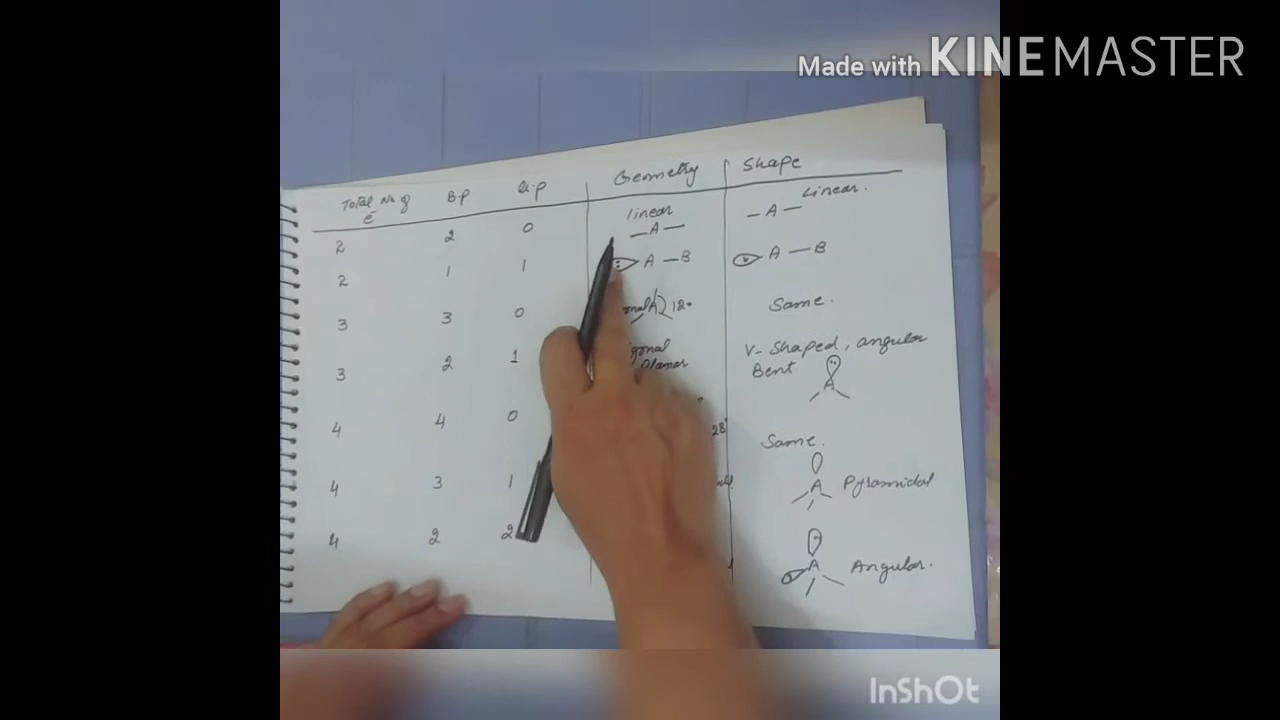 Made with KINEMASTER
Total No of e⁻ B.p l.p Geometry Shape
2 2 0 linear —A— —A— Linear.
2 1 1 A—B A—B
3 3 0 A 120 Same.
3 2 1 Planar V-Shaped, angular
Bent A
4 4 0 28' Same.
4 3 1 A Pyramidal
4 2 2 A Angular.
InShOt